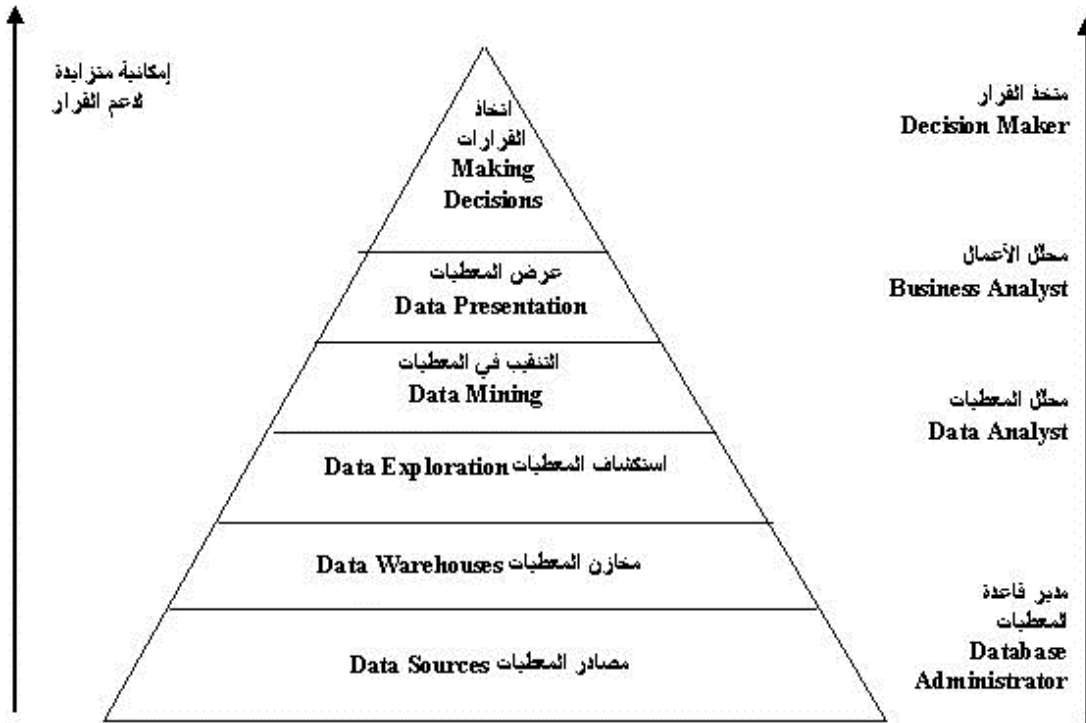 إمكانية متزايدة
لدعم القرار
اتخاذ
القرارات
Making
Decisions
عرض المعطيات
Data Presentation
التنقيب في المعطيات
Data Mining
Data Exploration استكشاف المعطيات
Data Warehouses مخازن المعطيات
Data Sources مصادر المعطيات
متخذ القرار
Decision Maker
محلّل الأعمال
Business Analyst
محلّل المعطيات
Data Analyst
مدير قاعدة
المعطيات
Database
Administrator